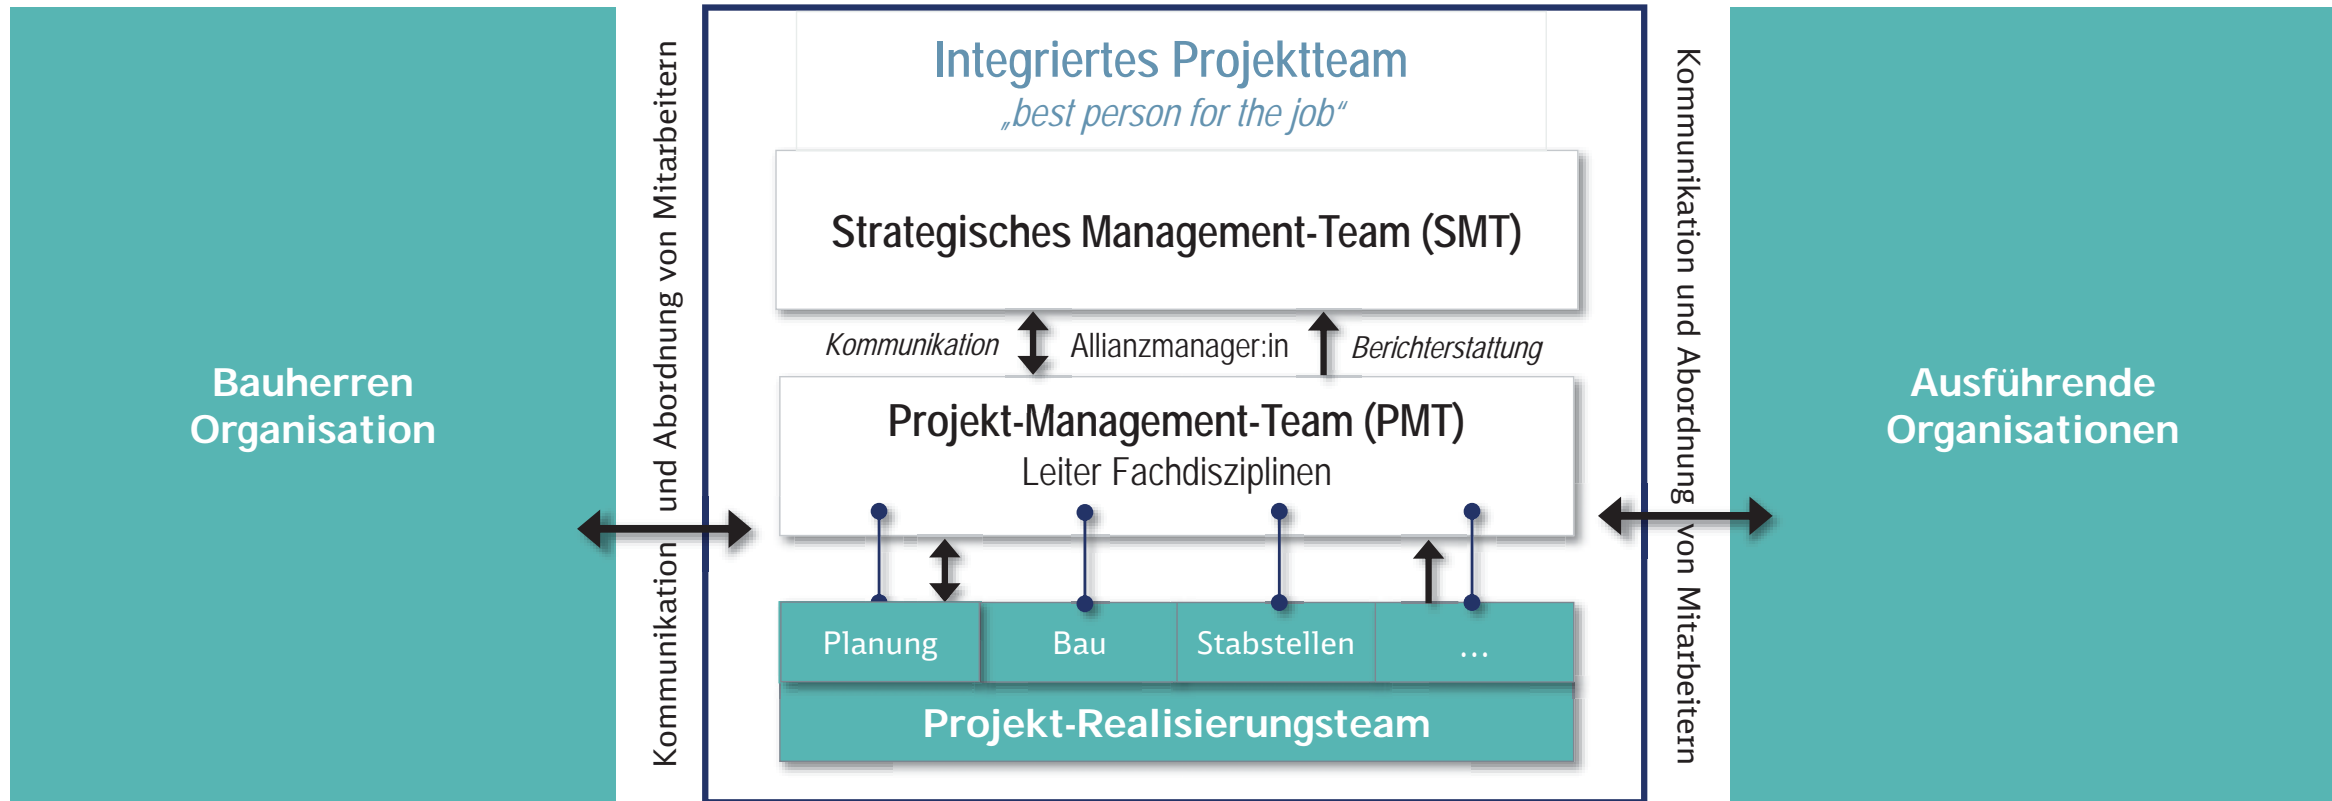 Bauherren
Organisation
Kommunikation und Abordnung von Mitarbeitern
Integriertes Projektteam
„best person for the job“
Strategisches Management-Team (SMT)
Kommunikation
Allianzmanager:in
Berichterstattung
Projekt-Management-Team (PMT)
Leiter Fachdisziplinen
Planung
Bau
Stabstellen
...
Projekt-Realisierungsteam
Kommunikation und Abordnung von Mitarbeitern
Ausführende
Organisationen